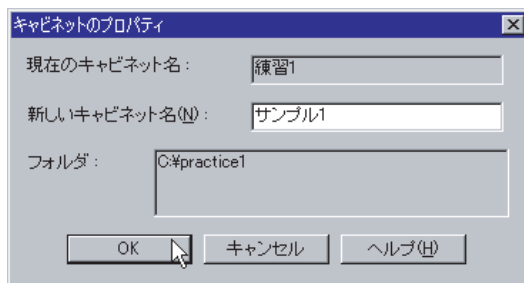 キャビネットのプロパティ
現在のキャビネット名： 練習1
新しいキャビネット名(N)： サンプル1
フォルダ： C:¥practice1
OK キャンセル ヘルプ(H)